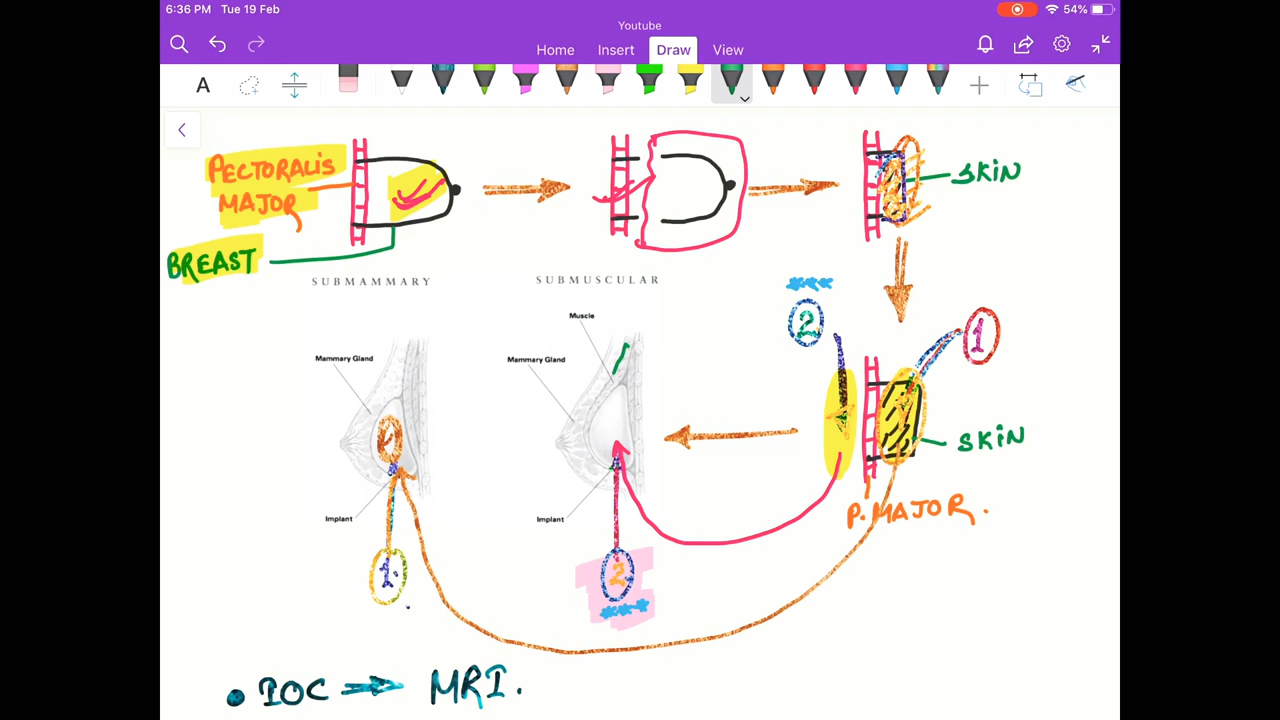 6:36 PM Tue 19 Feb
54%
Youtube
Home Insert Draw View
A
PECTORALIS
MAJOR
BREAST
SKIN
SUBMAMMARY
Mammary Gland
Implant
1
SUBMUSCULAR
Muscle
Mammary Gland
Implant
2
2
1
SKIN
P. MAJOR.
IOC → MRI.